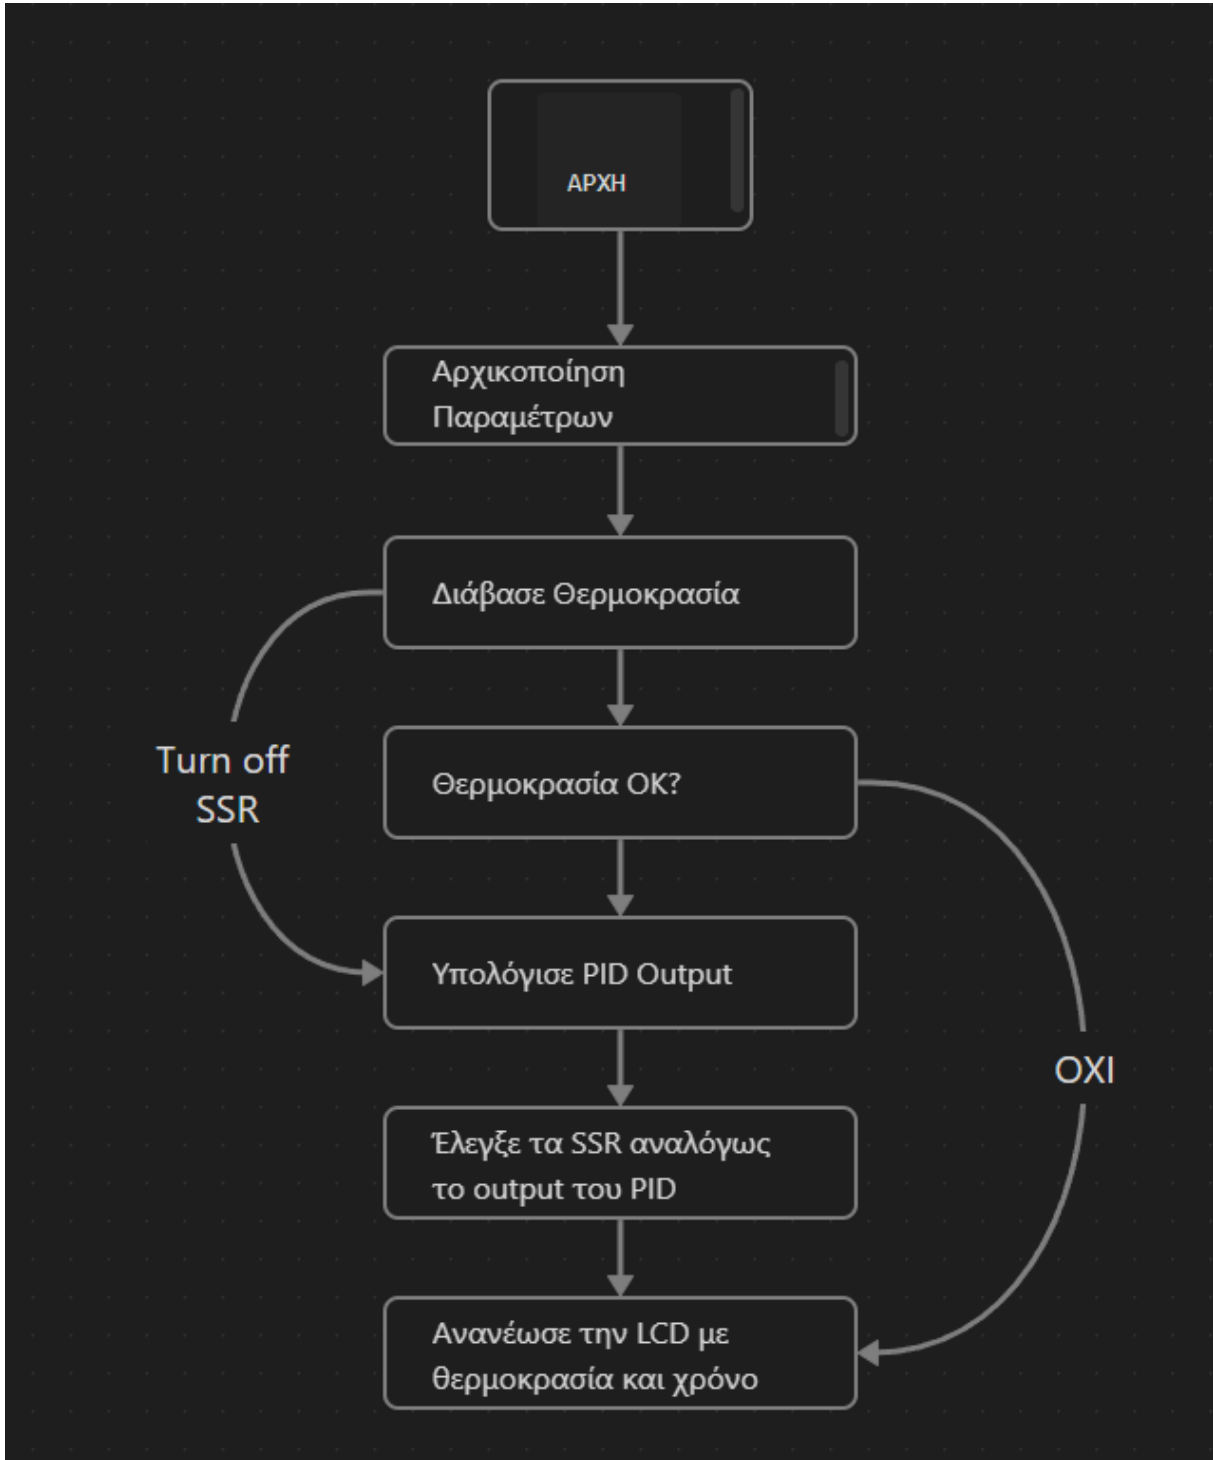 ΑΡΧΗ
Αρχικοποίηση
Παραμέτρων
Διάβασε Θερμοκρασία
Θερμοκρασία ΟΚ?
Turn off
SSR
Υπολόγισε PID Output
ΟΧΙ
Έλεγξε τα SSR αναλόγως
το output του PID
Ανανέωσε την LCD με
θερμοκρασία και χρόνο